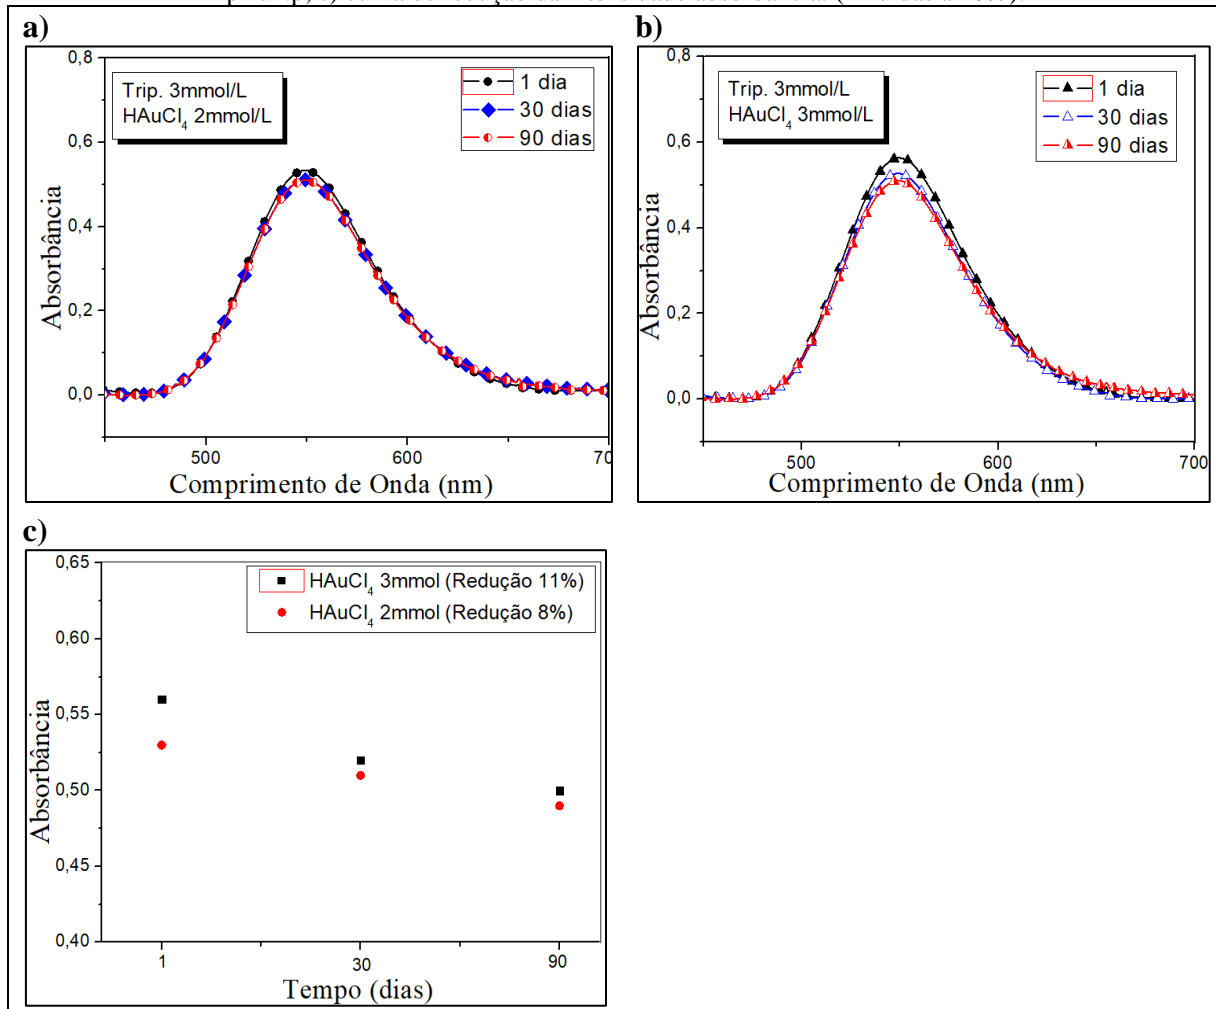 a)
0,8
0,6
0,4
0,2
0,0
Absorbância
Trip. 3mmol/L
HAuCl4 2mmol/L
1 dia
30 dias
90 dias
500
600
70
Comprimento de Onda (nm)
b)
0,8
0,6
0,4
0,2
0,0
Absorbância
Trip. 3mmol/L
HAuCl4 3mmol/L
1 dia
30 dias
90 dias
500
600
700
Comprimento de Onda (nm)
c)
0,65
0,60
0,55
0,50
0,45
0,40
Absorbância
HAuCl4 3mmol (Redução 11%)
HAuCl4 2mmol (Redução 8%)
1
30
90
Tempo (dias)